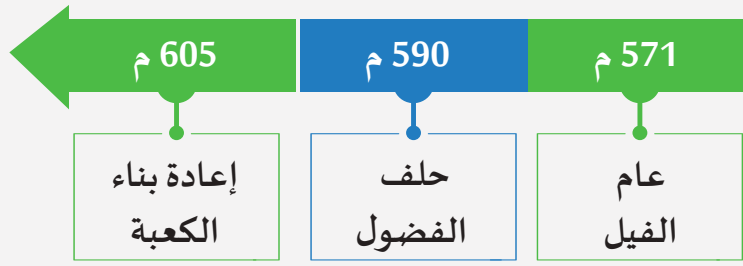 571 م
590 م
605 م
عام
الفيل
حلف
الفضول
إعادة بناء
الكعبة